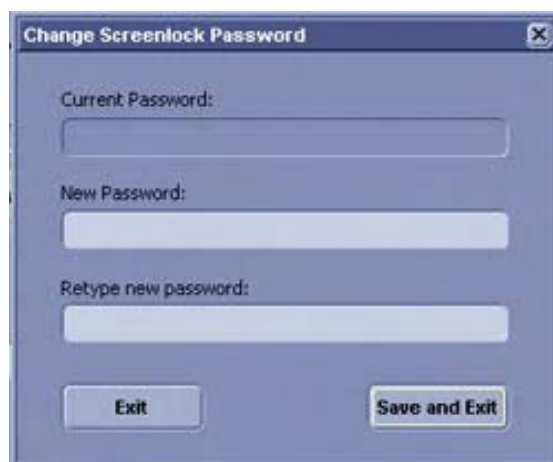 Change Screenlock Password
Current Password:
New Password:
Retype new password:
Exit
Save and Exit